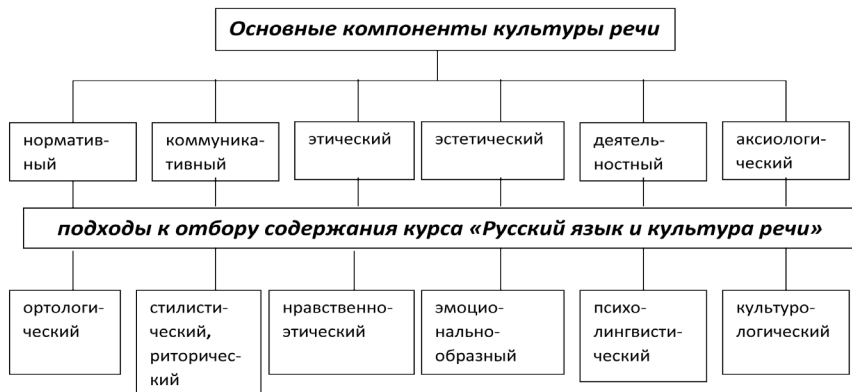 Основные компоненты культуры речи
норматив-
ный
коммуника-
тивный
этический
эстетический
деятель-
ностный
аксиологи-
ческий
подходы к отбору содержания курса «Русский язык и культура речи»
ортологи-
ческий
стилисти-
ческий,
риторичес-
кий
нравственно-
этический
эмоцио-
нально-
образный
психо-
лингвисти-
ческий
культуро-
логический